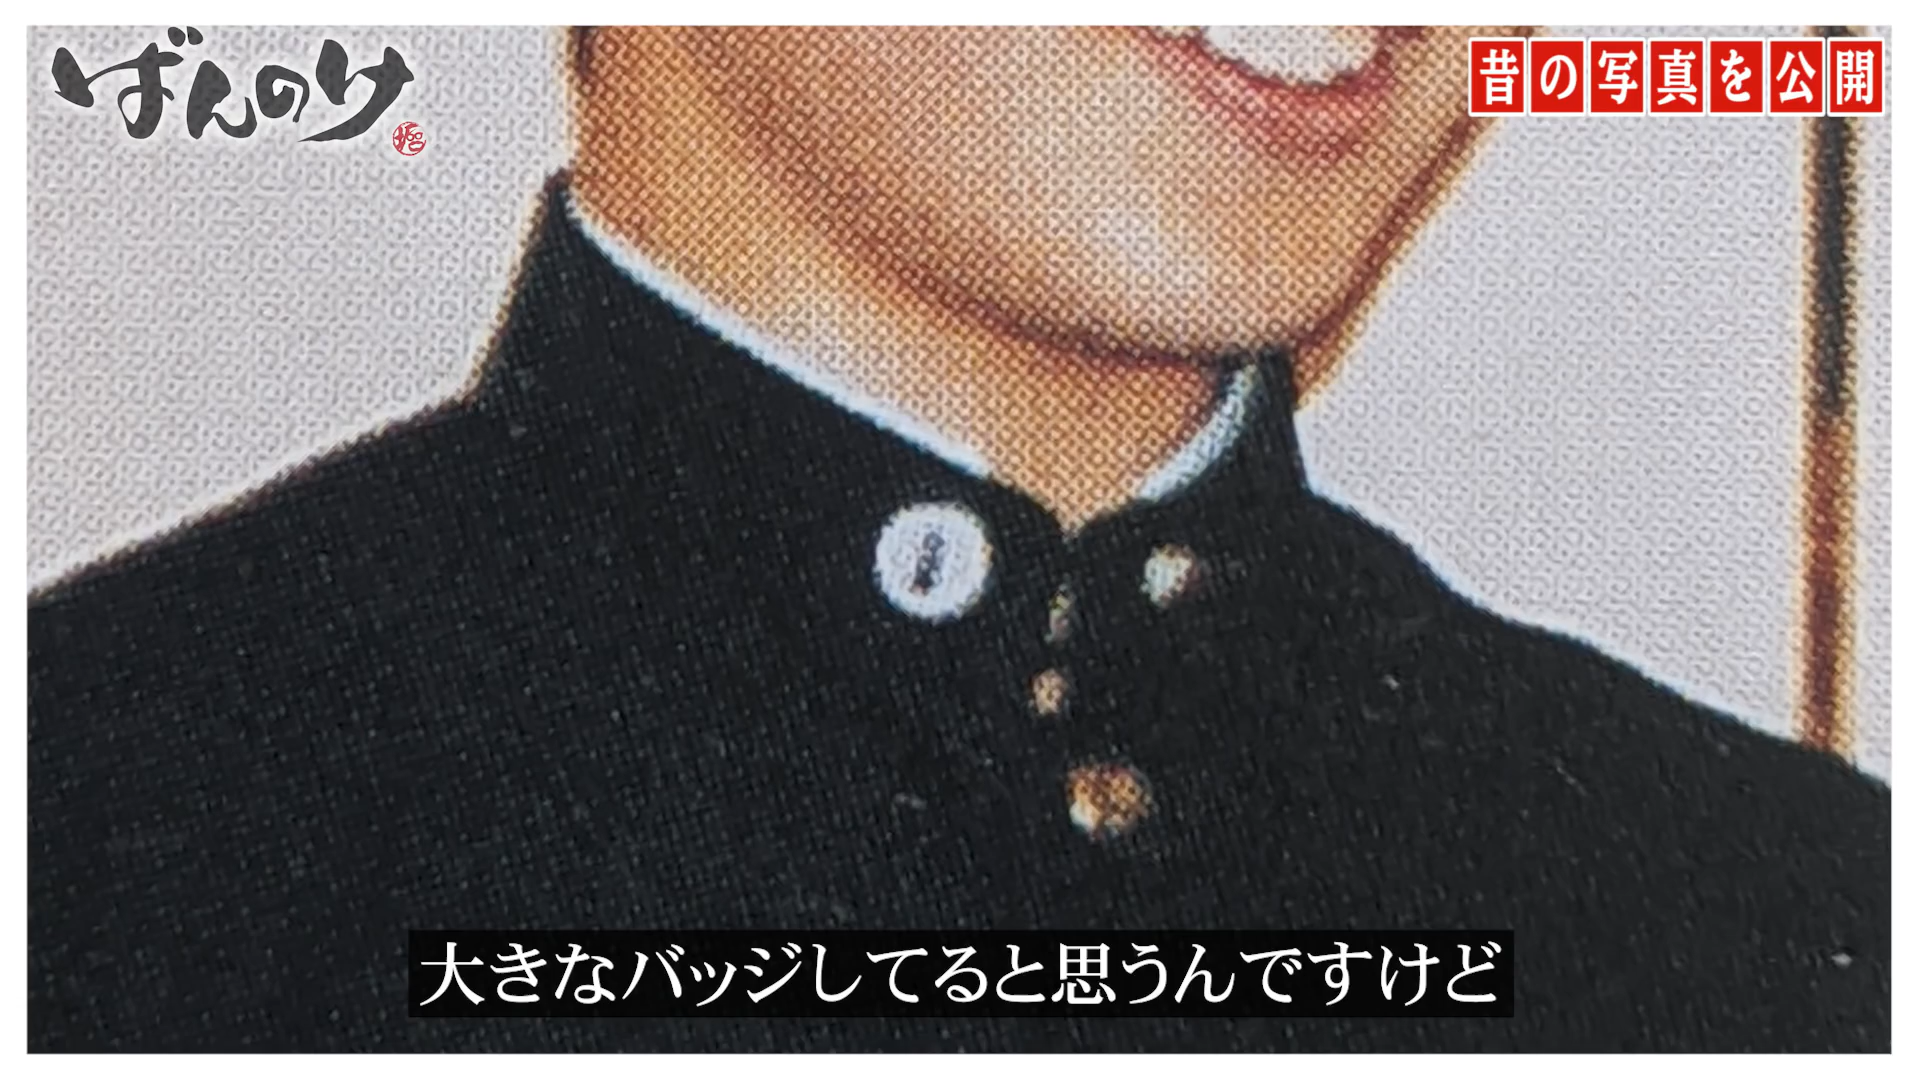 ばんのけ
昔の写真を公開
大きなバッジしてると思うんですけど